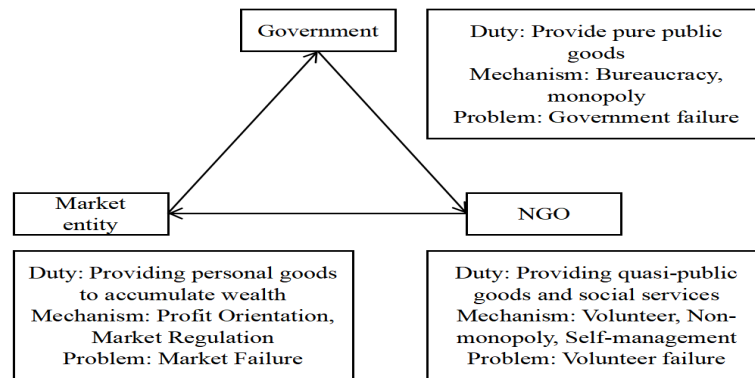 Government
Duty: Provide pure public
goods
Mechanism: Bureaucracy,
monopoly
Problem: Government failure
Market
entity
NGO
Duty: Providing personal goods
to accumulate wealth
Mechanism: Profit Orientation,
Market Regulation
Problem: Market Failure
Duty: Providing quasi-public
goods and social services
Mechanism: Volunteer, Non-
monopoly, Self-management
Problem: Volunteer failure